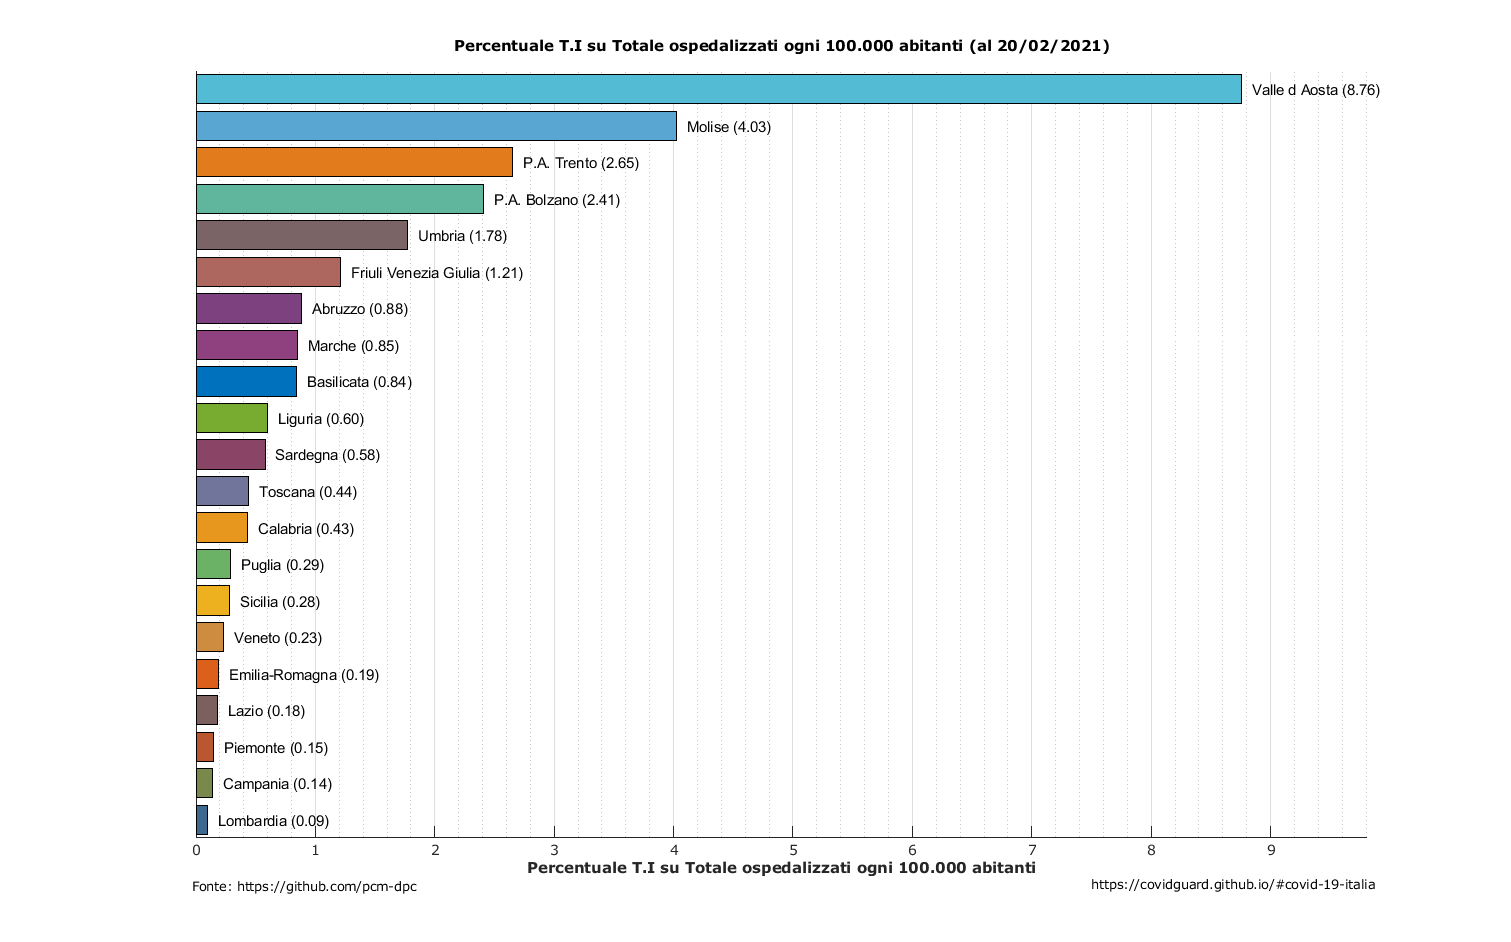 Percentuale T.I su Totale ospedalizzati ogni 100.000 abitanti (al 20/02/2021)
Valle d Aosta (8.76)
Molise (4.03)
P.A. Trento (2.65)
P.A. Bolzano (2.41)
Umbria (1.78)
Friuli Venezia Giulia (1.21)
Abruzzo (0.88)
Marche (0.85)
Basilicata (0.84)
Liguria (0.60)
Sardegna (0.58)
Toscana (0.44)
Calabria (0.43)
Puglia (0.29)
Sicilia (0.28)
Veneto (0.23)
Emilia-Romagna (0.19)
Lazio (0.18)
Piemonte (0.15)
Campania (0.14)
Lombardia (0.09)
0 1 2 3 4 5 6 7 8 9
Percentuale T.I su Totale ospedalizzati ogni 100.000 abitanti
Fonte: https://github.com/pcm-dpc
https://covidguard.github.io/#covid-19-italia